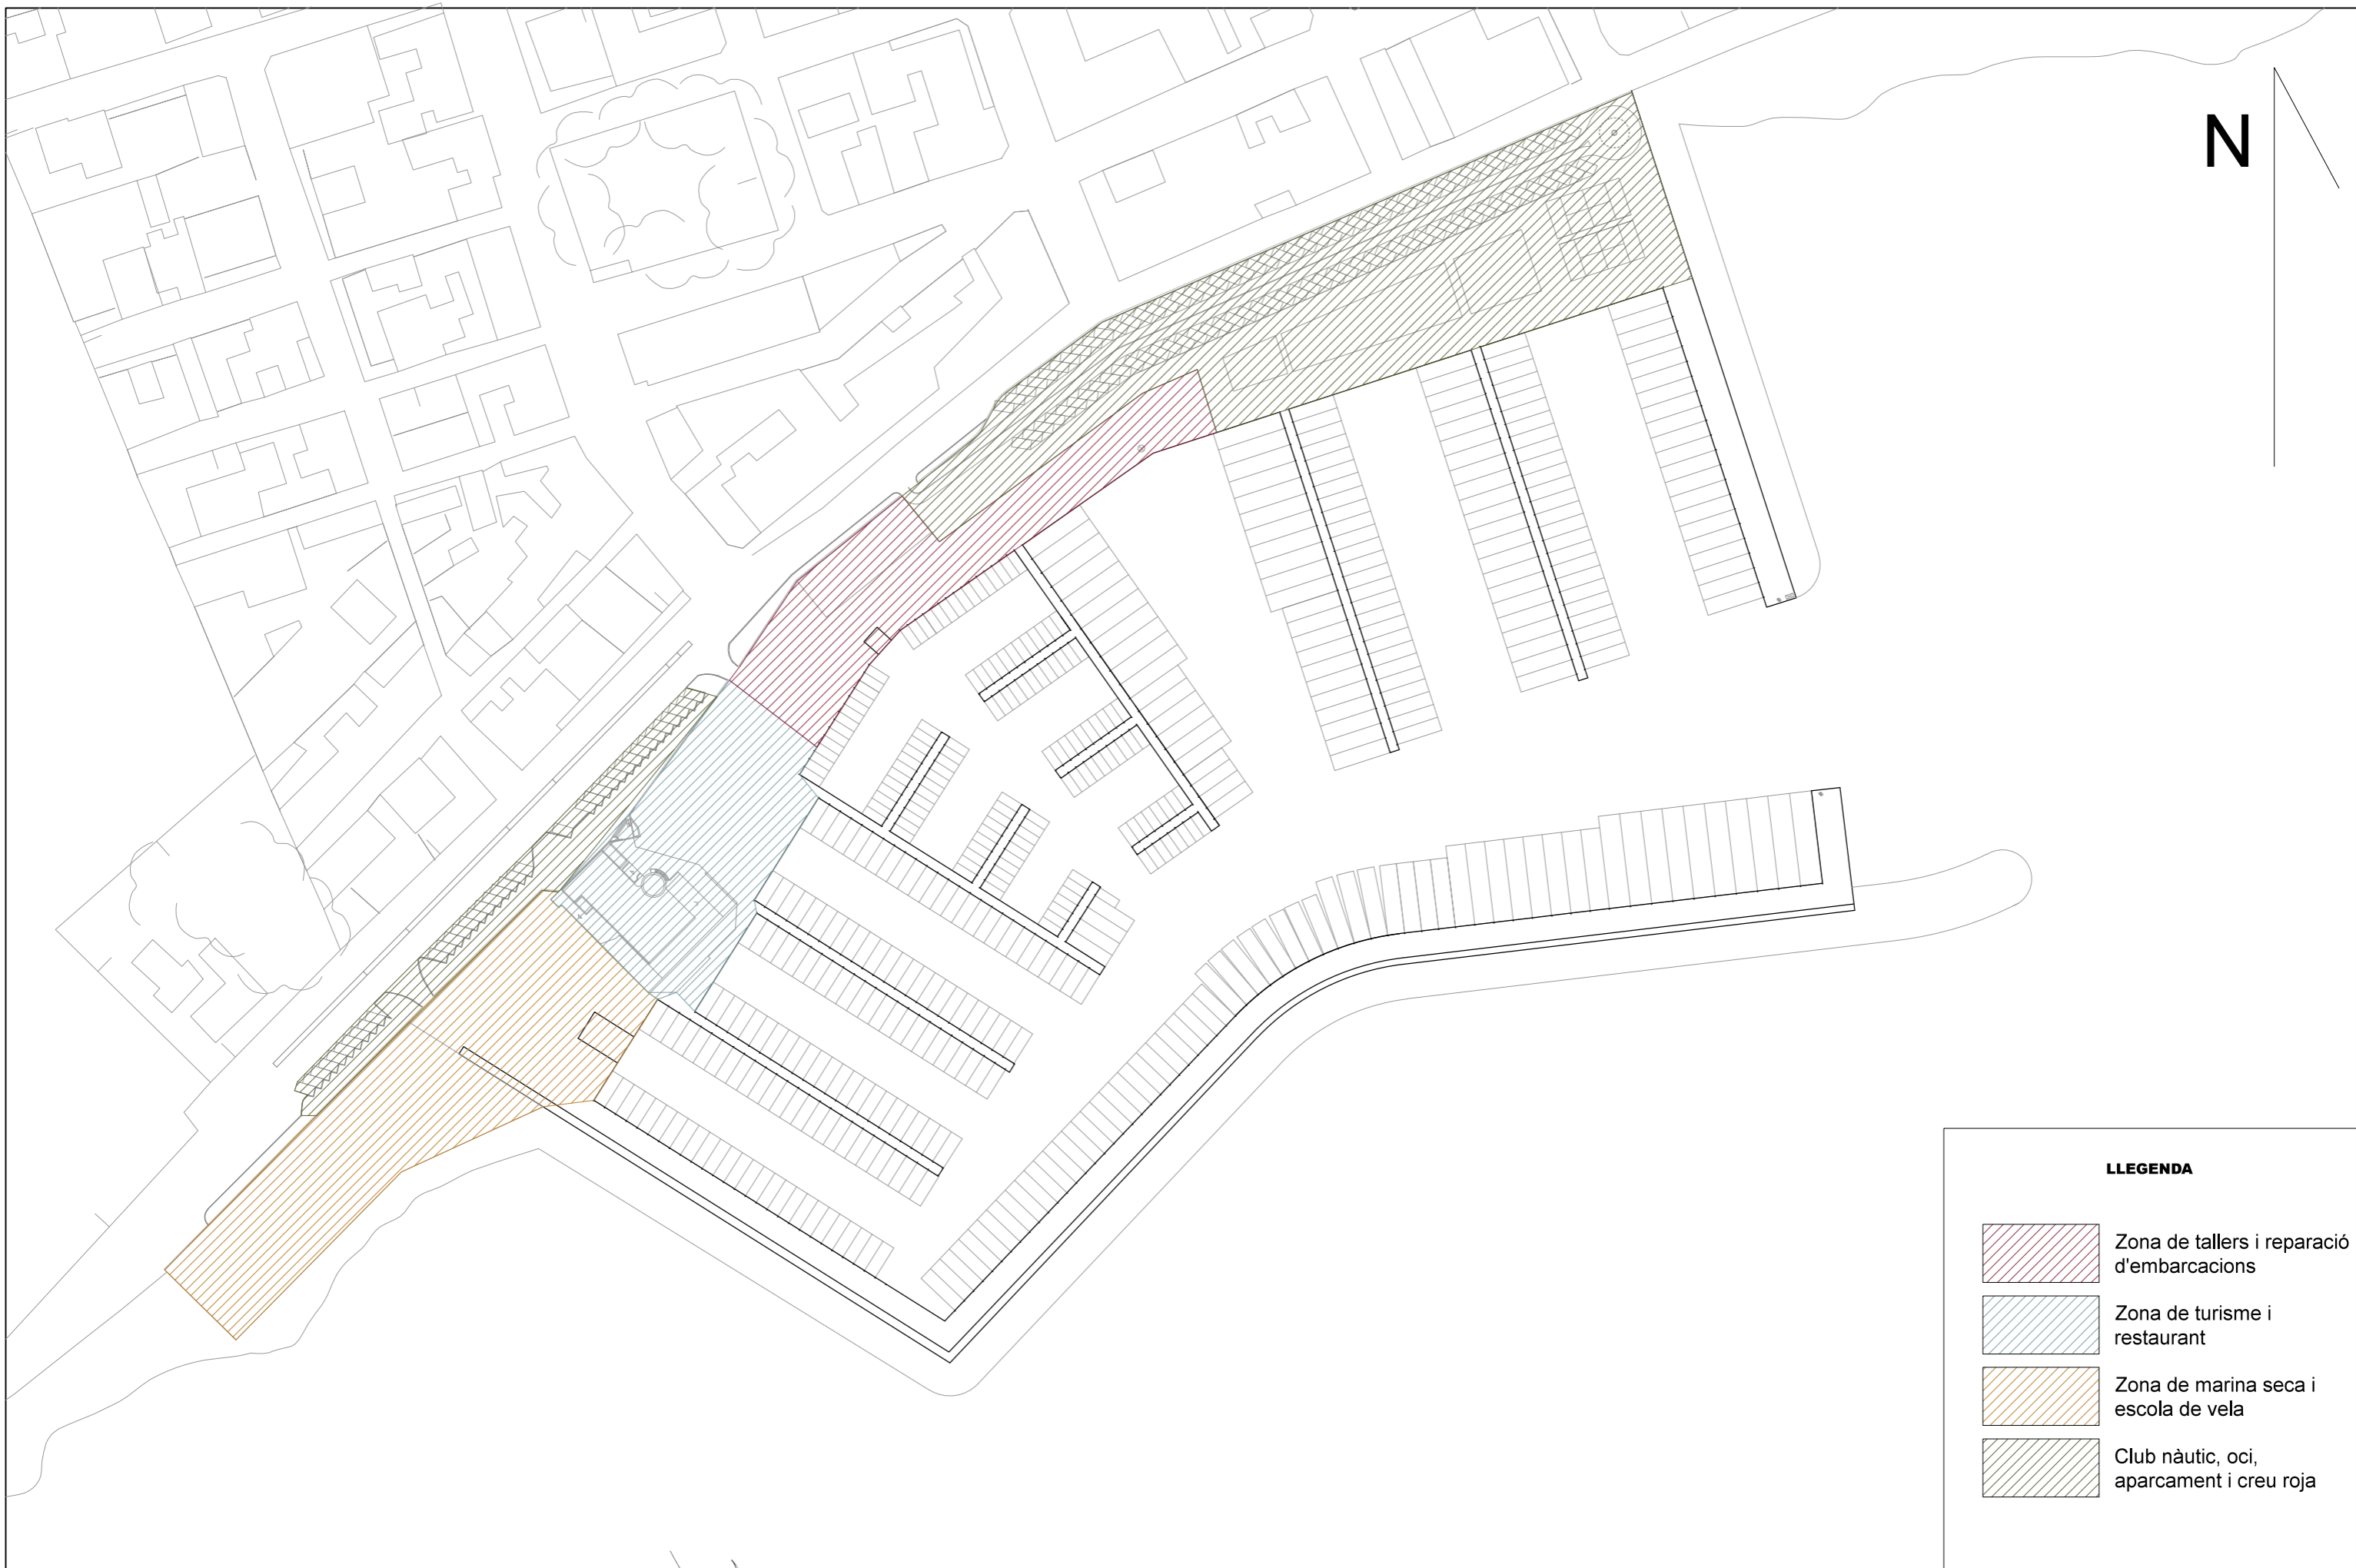 N
LLEGENDA
Zona de tallers i reparació
d'embarcacions
Zona de turisme i
restaurant
Zona de marina seca i
escola de vela
Club nàutic, oci,
aparcament i creu roja